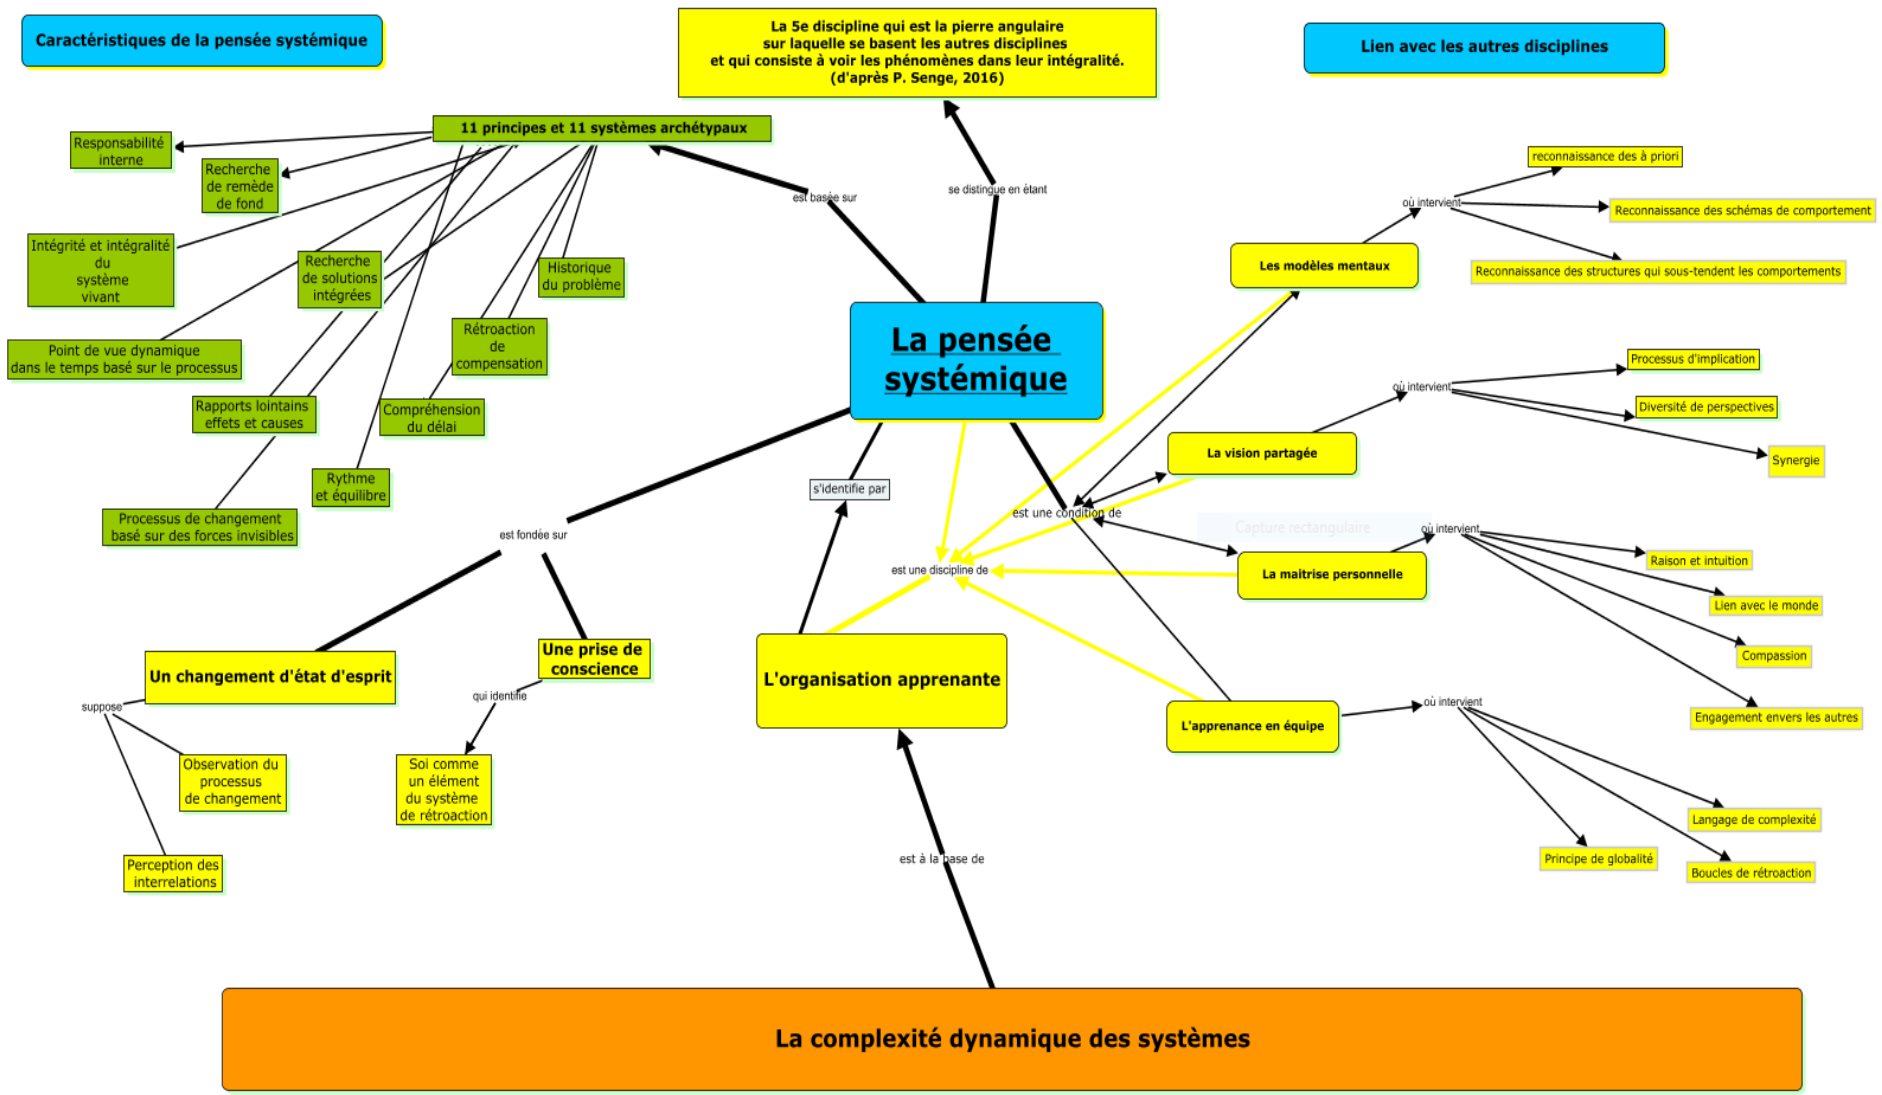 Caractéristiques de la pensée systémique
La 5e discipline qui est la pierre angulaire
sur laquelle se basent les autres disciplines
et qui consiste à voir les phénomènes dans leur intégralité.
(d'après P. Senge, 2016)
Lien avec les autres disciplines
11 principes et 11 systèmes archétypaux
Responsabilité
interne
Recherche
de remède
de fond
est basée sur
se distingue en étant
Intégrité et intégralité
du
système
vivant
Recherche
de solutions
intégrées
Historique
du problème
Point de vue dynamique
dans le temps basé sur le processus
Rétroaction
de
compensation
Rapports lointains
effets et causes
Compréhension
du délai
Rythme
et équilibre
Processus de changement
basé sur des forces invisibles
La pensée
systémique
reconnaissance des à priori
où intervient
Reconnaissance des schémas de comportement
Les modèles mentaux
Reconnaissance des structures qui sous-tendent les comportements
Processus d'implication
où intervient
Diversité de perspectives
La vision partagée
Synergie
s'identifie par
est une condition de
Capture rectangulaire
où intervient
est fondée sur
est une discipline de
La maitrise personnelle
Raison et intuition
Lien avec le monde
Compassion
Engagement envers les autres
Un changement d'état d'esprit
Une prise de
conscience
L'organisation apprenante
suppose
qui identifie
L'apprenance en équipe
où intervient
Observation du
processus
de changement
Soi comme
un élément
du système
de rétroaction
Perception des
interrelations
Langage de complexité
Principe de globalité
Boucles de rétroaction
est à la base de
La complexité dynamique des systèmes